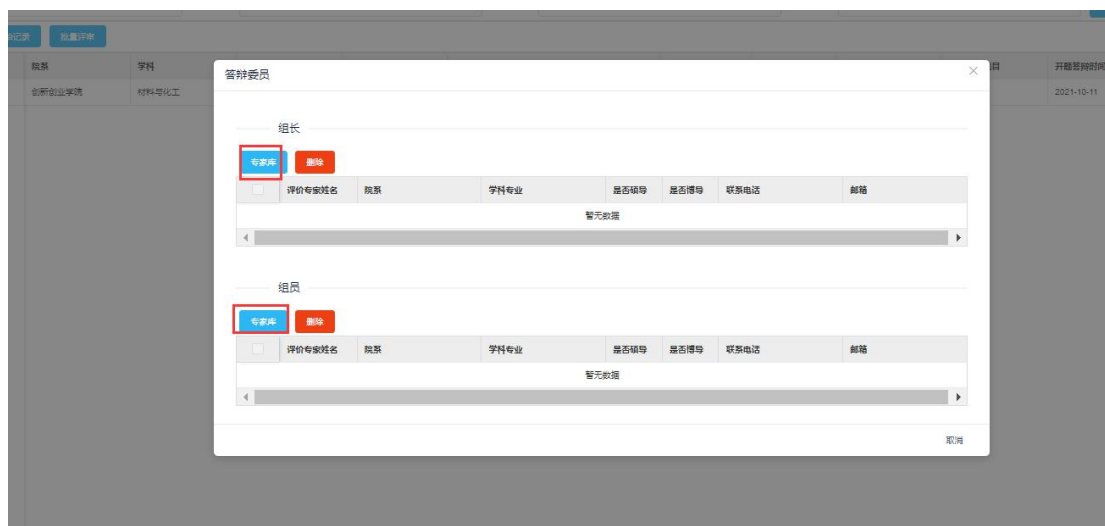 记录 批量评审
院系 学科 开题答辩时间
创新创业学院 材料与化工 2021-10-11
答辩委员
组长
专家库 删除
评价专家姓名 院系 学科专业 是否硕导 是否博导 联系电话 邮箱
暂无数据
组员
专家库 删除
评价专家姓名 院系 学科专业 是否硕导 是否博导 联系电话 邮箱
暂无数据
取消